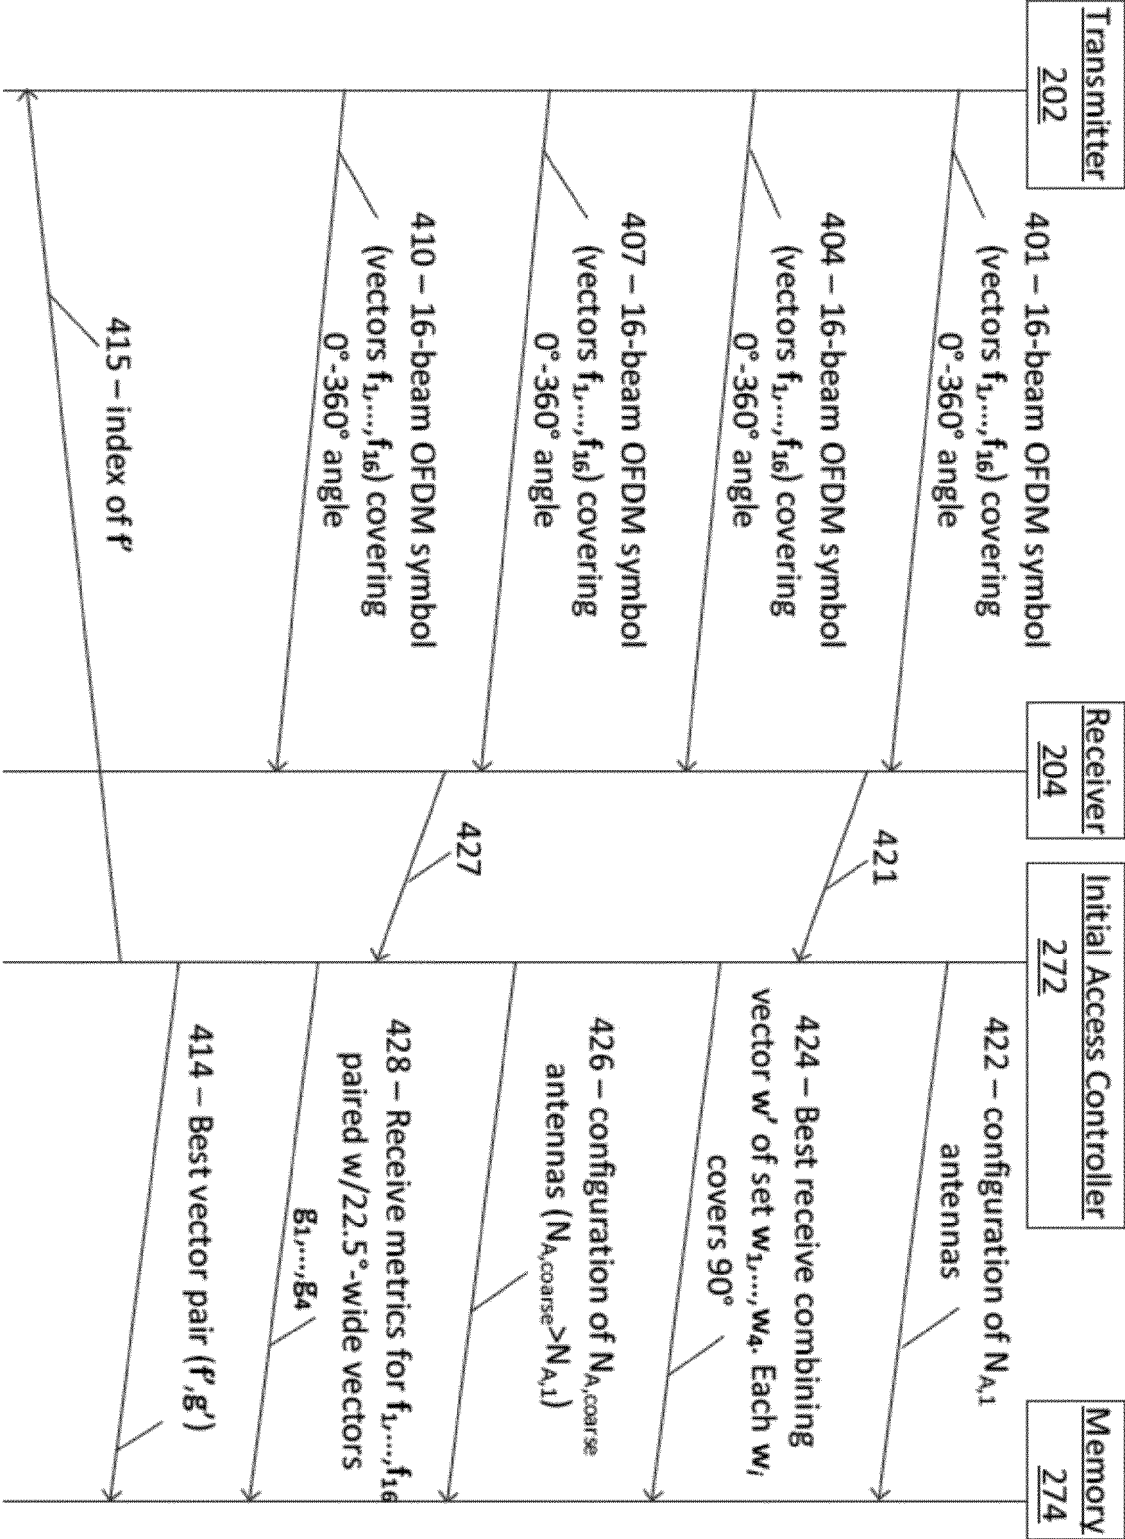 Transmitter
202
Receiver
204
Initial Access Controller
272
Memory
274
401 – 16-beam OFDM symbol
(vectors f1,...,f16) covering
0°-360° angle
421
422 – configuration of NA,1
antennas
404 – 16-beam OFDM symbol
(vectors f1,...,f16) covering
0°-360° angle
424 – Best receive combining
vector w' of set w1,...,w4. Each wi
covers 90°
407 – 16-beam OFDM symbol
(vectors f1,...,f16) covering
0°-360° angle
427
426 – configuration of NA,coarse
antennas (NA,coarse>NA,1)
410 – 16-beam OFDM symbol
(vectors f1,...,f16) covering
0°-360° angle
428 – Receive metrics for f1,...,f16
paired w/22.5°-wide vectors
g1,...,g4
415 – index of f'
414 – Best vector pair (f',g')